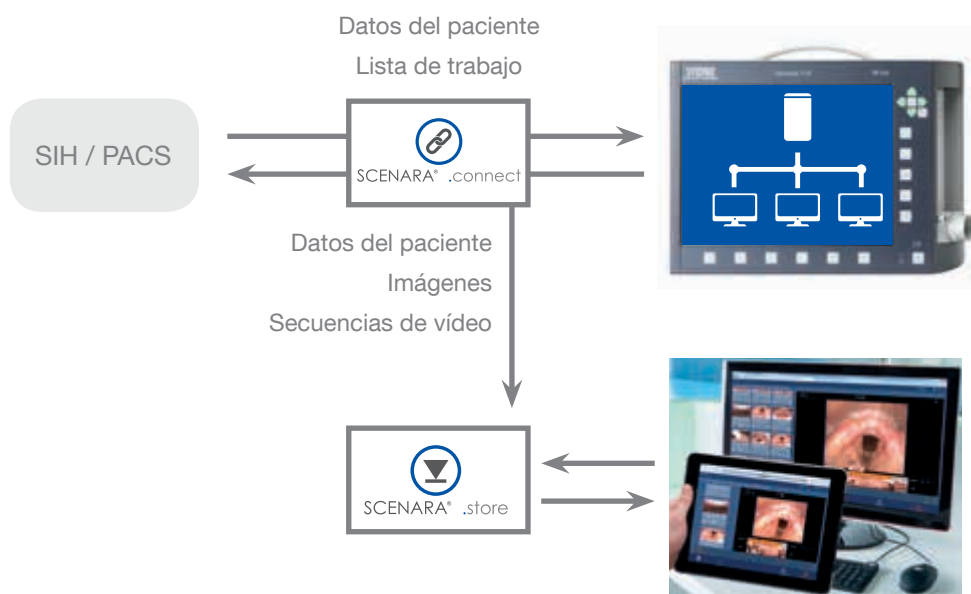 Datos del paciente
Lista de trabajo
SIH / PACS
SCENARA® .connect
Datos del paciente
Imágenes
Secuencias de vídeo
SCENARA® .store